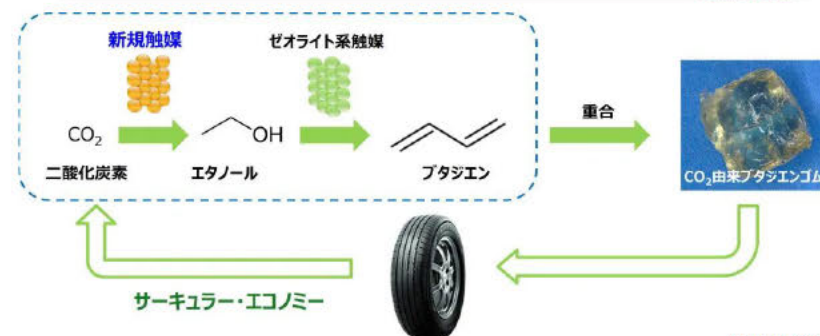 新規触媒
ゼオライト系触媒
重合
CO₂
OH
二酸化炭素
エタノール
ブタジエン
CO₂由来ブタジエンゴム
サーキュラー・エコノミー